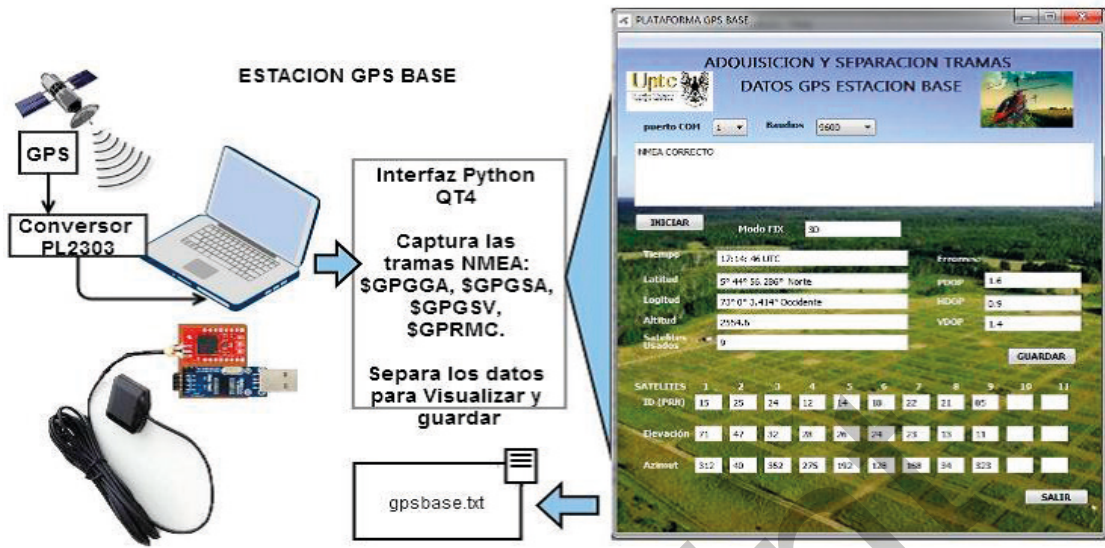 ESTACION GPS BASE
GPS
Conversor
PL2303
Interfaz Python
QT4
Captura las
tramas NMEA:
$GPGGA, $GPGSA,
$GPGSV,
$GPRMC.
Separa los datos
para Visualizar y
guardar
gpsbase.txt
PLATAFORMA GPS BASE
ADQUISICION Y SEPARACION TRAMAS
DATOS GPS ESTACION BASE
Uptc
puerto COM 1 Baudios 9600
NMEA CORRECTO
INICIAR
Modo FIX 3D
Tiempo 17:14:46 UTC
Latitud 5° 44' 56.286" Norte
Logitud 73° 0' 3.414" Occidente
Altitud 2554.6
Satelites
Usados 9
Errores
PDOP 1.6
HDOP 0.9
VDOP 1.4
GUARDAR
SATELITES 1 2 3 4 5 6 7 8 9 10 11
ID (PRN) 15 25 24 12 14 18 22 21 05
Elevación 71 47 32 28 26 24 23 13 11
Azimut 312 40 352 275 192 128 168 34 323
SALIR